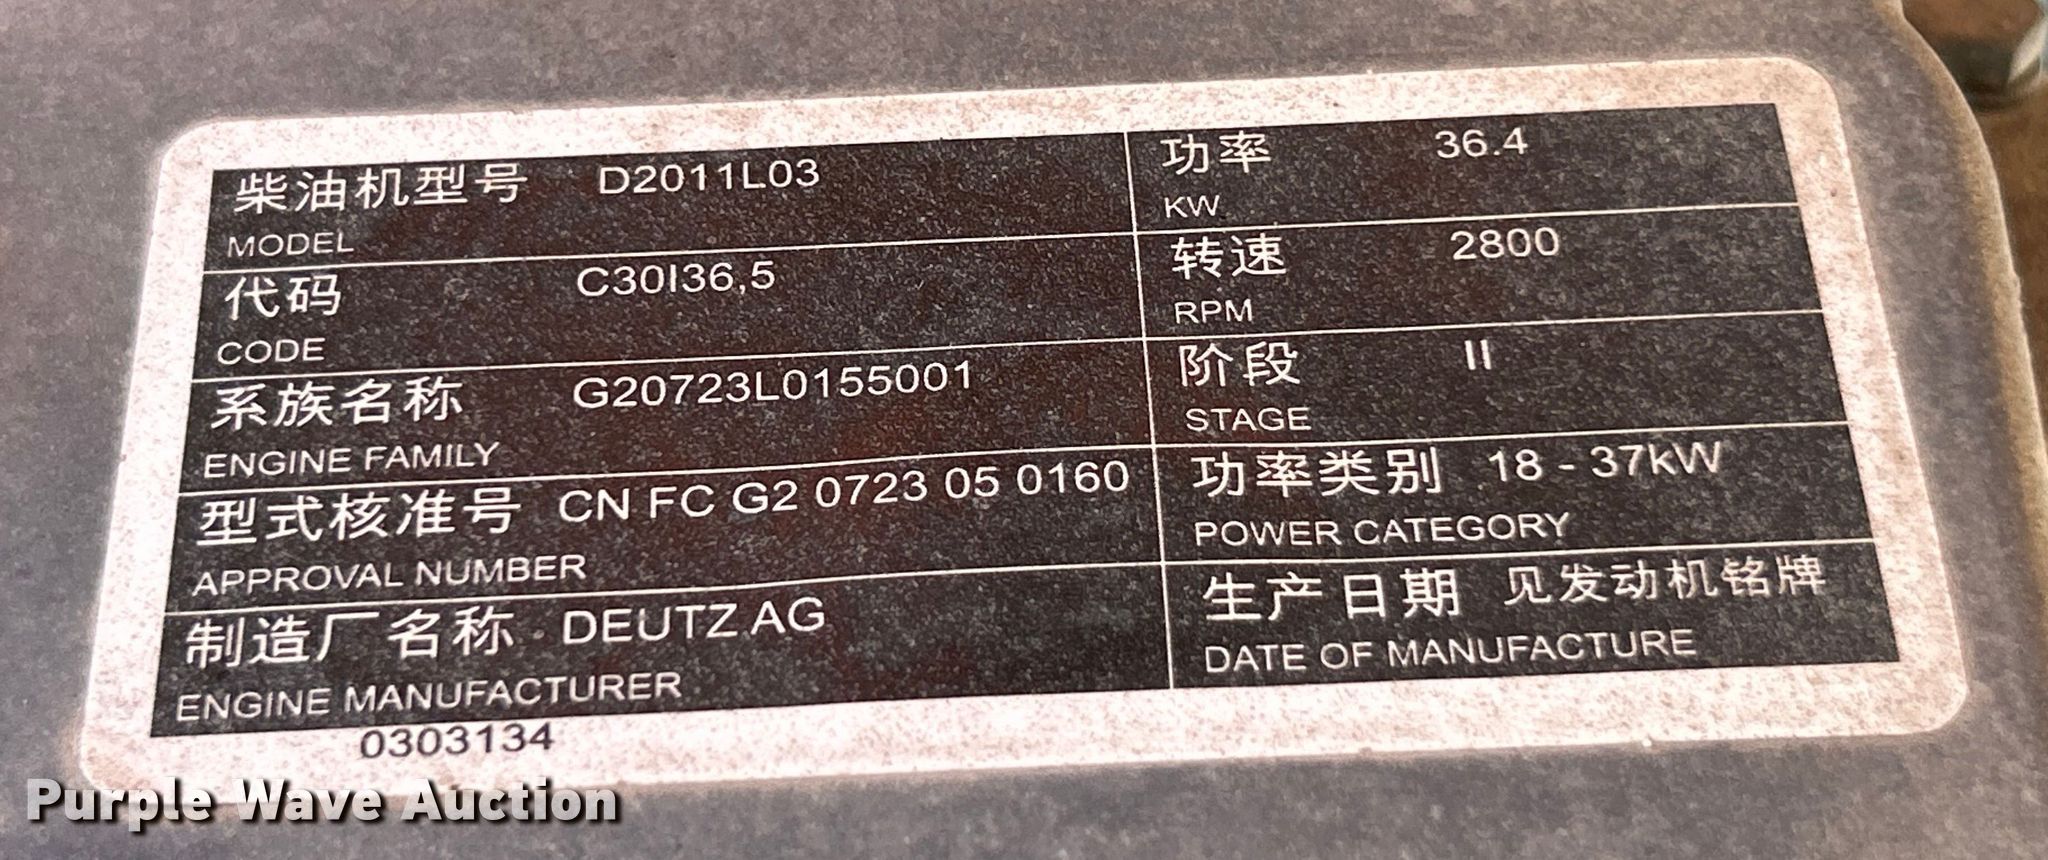 柴油机型号 D2011L03
MODEL
代码 C30I36,5
CODE
系族名称 G20723L0155001
ENGINE FAMILY
型式核准号 CN FC G2 0723 05 0160
APPROVAL NUMBER
制造厂名称 DEUTZ AG
ENGINE MANUFACTURER
0303134
功率 36.4
KW
转速 2800
RPM
阶段 II
STAGE
功率类别 18 - 37kW
POWER CATEGORY
生产日期 见发动机铭牌
DATE OF MANUFACTURE
Purple Wave Auction